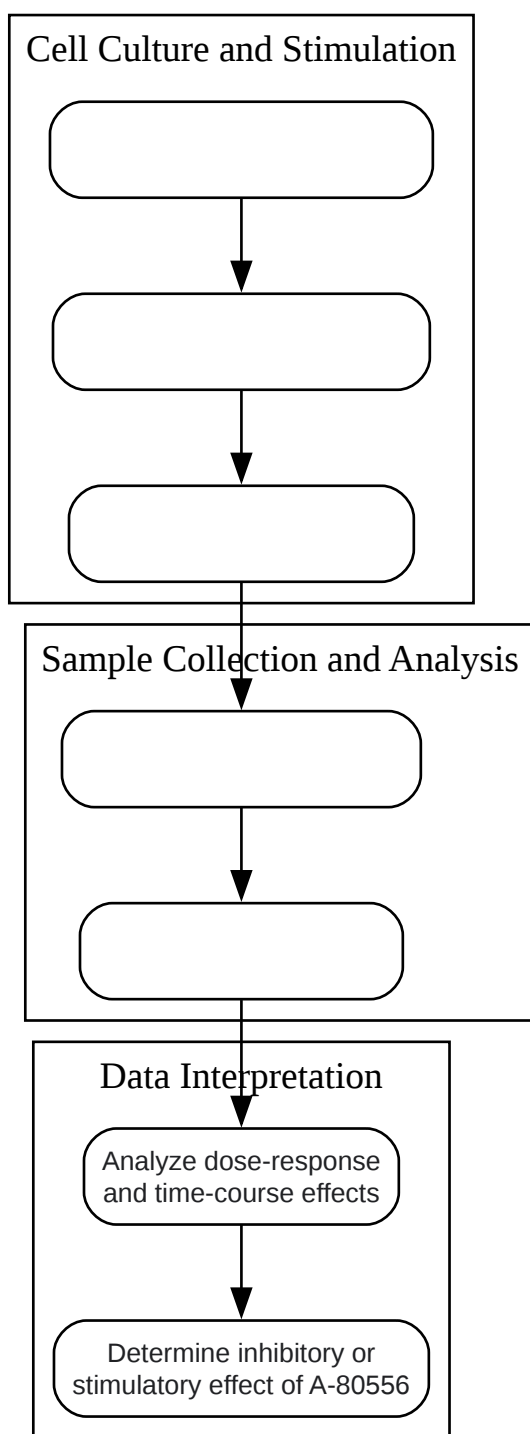 Cell Culture and Stimulation
Sample Collection and Analysis
Data Interpretation
Analyze dose-response
and time-course effects
Determine inhibitory or
stimulatory effect of A-80556